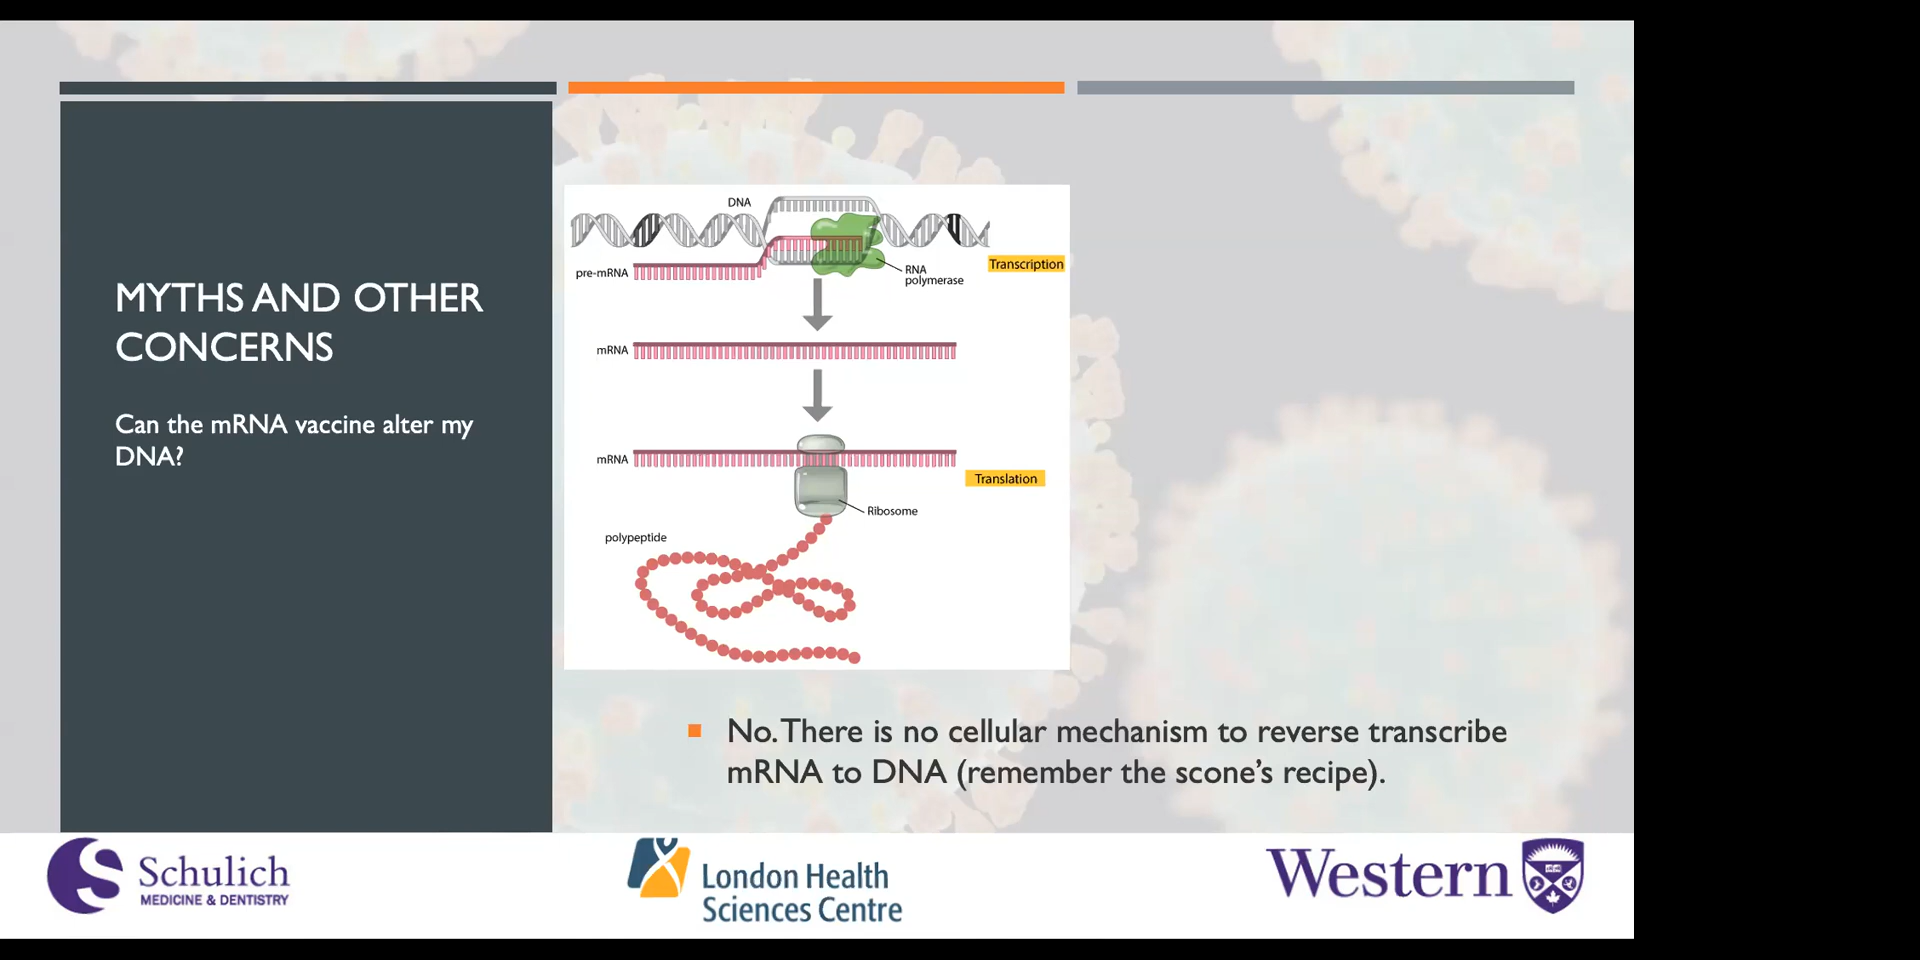 MYTHS AND OTHER
CONCERNS
Can the mRNA vaccine alter my
DNA?
DNA
pre-mRNA
RNA
polymerase
Transcription
mRNA
mRNA
Translation
Ribosome
polypeptide
No. There is no cellular mechanism to reverse transcribe
mRNA to DNA (remember the scone's recipe).
Schulich
MEDICINE & DENTISTRY
London Health
Sciences Centre
Western